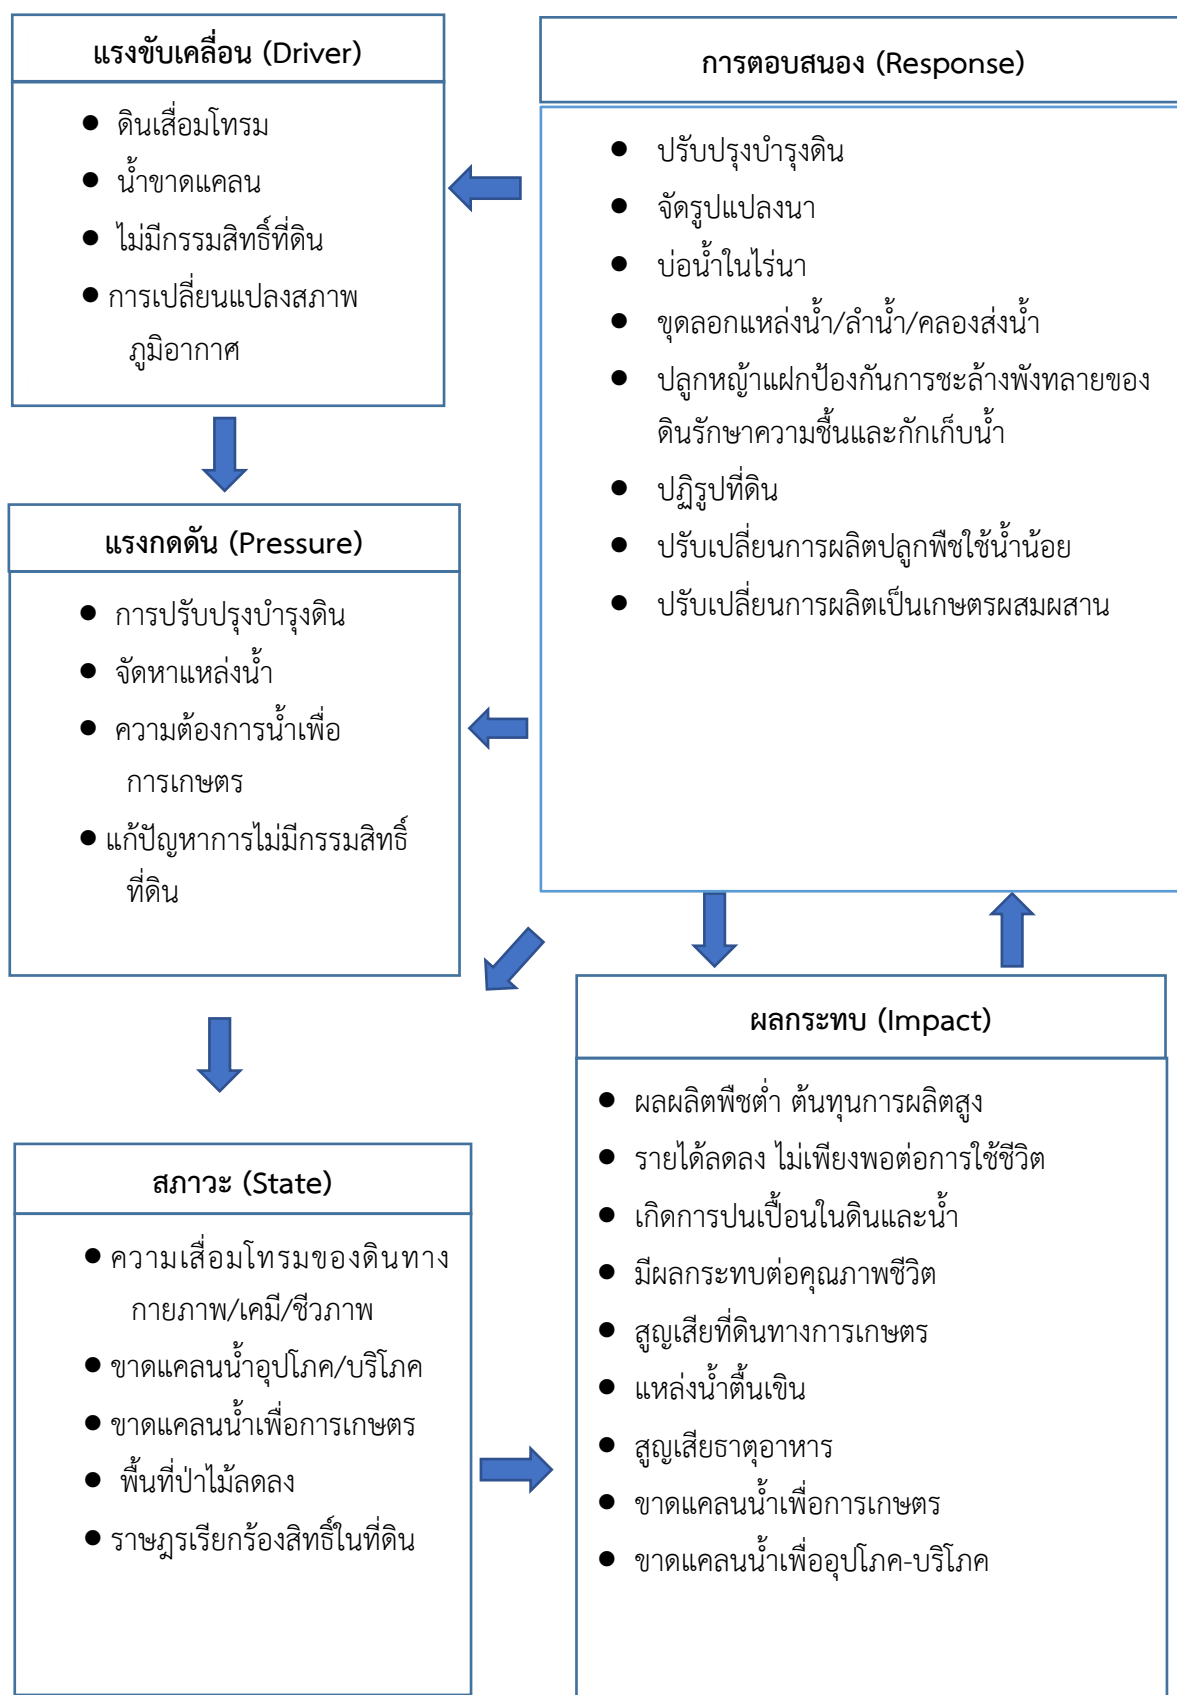 แรงขับเคลื่อน (Driver)
● ดินเสื่อมโทรม
● น้ำขาดแคลน
● ไม่มีกรรมสิทธิ์ที่ดิน
● การเปลี่ยนแปลงสภาพ
ภูมิอากาศ
การตอบสนอง (Response)
● ปรับปรุงบำรุงดิน
● จัดรูปแปลงนา
● บ่อน้ำในไร่นา
● ขุดลอกแหล่งน้ำ/ลำน้ำ/คลองส่งน้ำ
● ปลูกหญ้าแฝกป้องกันการชะล้างพังทลายของ
ดินรักษาความชื้นและกักเก็บน้ำ
● ปฏิรูปที่ดิน
● ปรับเปลี่ยนการผลิตปลูกพืชใช้น้ำน้อย
● ปรับเปลี่ยนการผลิตเป็นเกษตรผสมผสาน
แรงกดดัน (Pressure)
● การปรับปรุงบำรุงดิน
● จัดหาแหล่งน้ำ
● ความต้องการน้ำเพื่อ
การเกษตร
● แก้ปัญหาการไม่มีกรรมสิทธิ์
ที่ดิน
สภาวะ (State)
● ความเสื่อมโทรมของดินทาง
กายภาพ/เคมี/ชีวภาพ
● ขาดแคลนน้ำอุปโภค/บริโภค
● ขาดแคลนน้ำเพื่อการเกษตร
● พื้นที่ป่าไม้ลดลง
● ราษฎรเรียกร้องสิทธิ์ในที่ดิน
ผลกระทบ (Impact)
● ผลผลิตพืชต่ำ ต้นทุนการผลิตสูง
● รายได้ลดลง ไม่เพียงพอต่อการใช้ชีวิต
● เกิดการปนเปื้อนในดินและน้ำ
● มีผลกระทบต่อคุณภาพชีวิต
● สูญเสียที่ดินทางการเกษตร
● แหล่งน้ำตื้นเขิน
● สูญเสียธาตุอาหาร
● ขาดแคลนน้ำเพื่อการเกษตร
● ขาดแคลนน้ำเพื่ออุปโภค-บริโภค